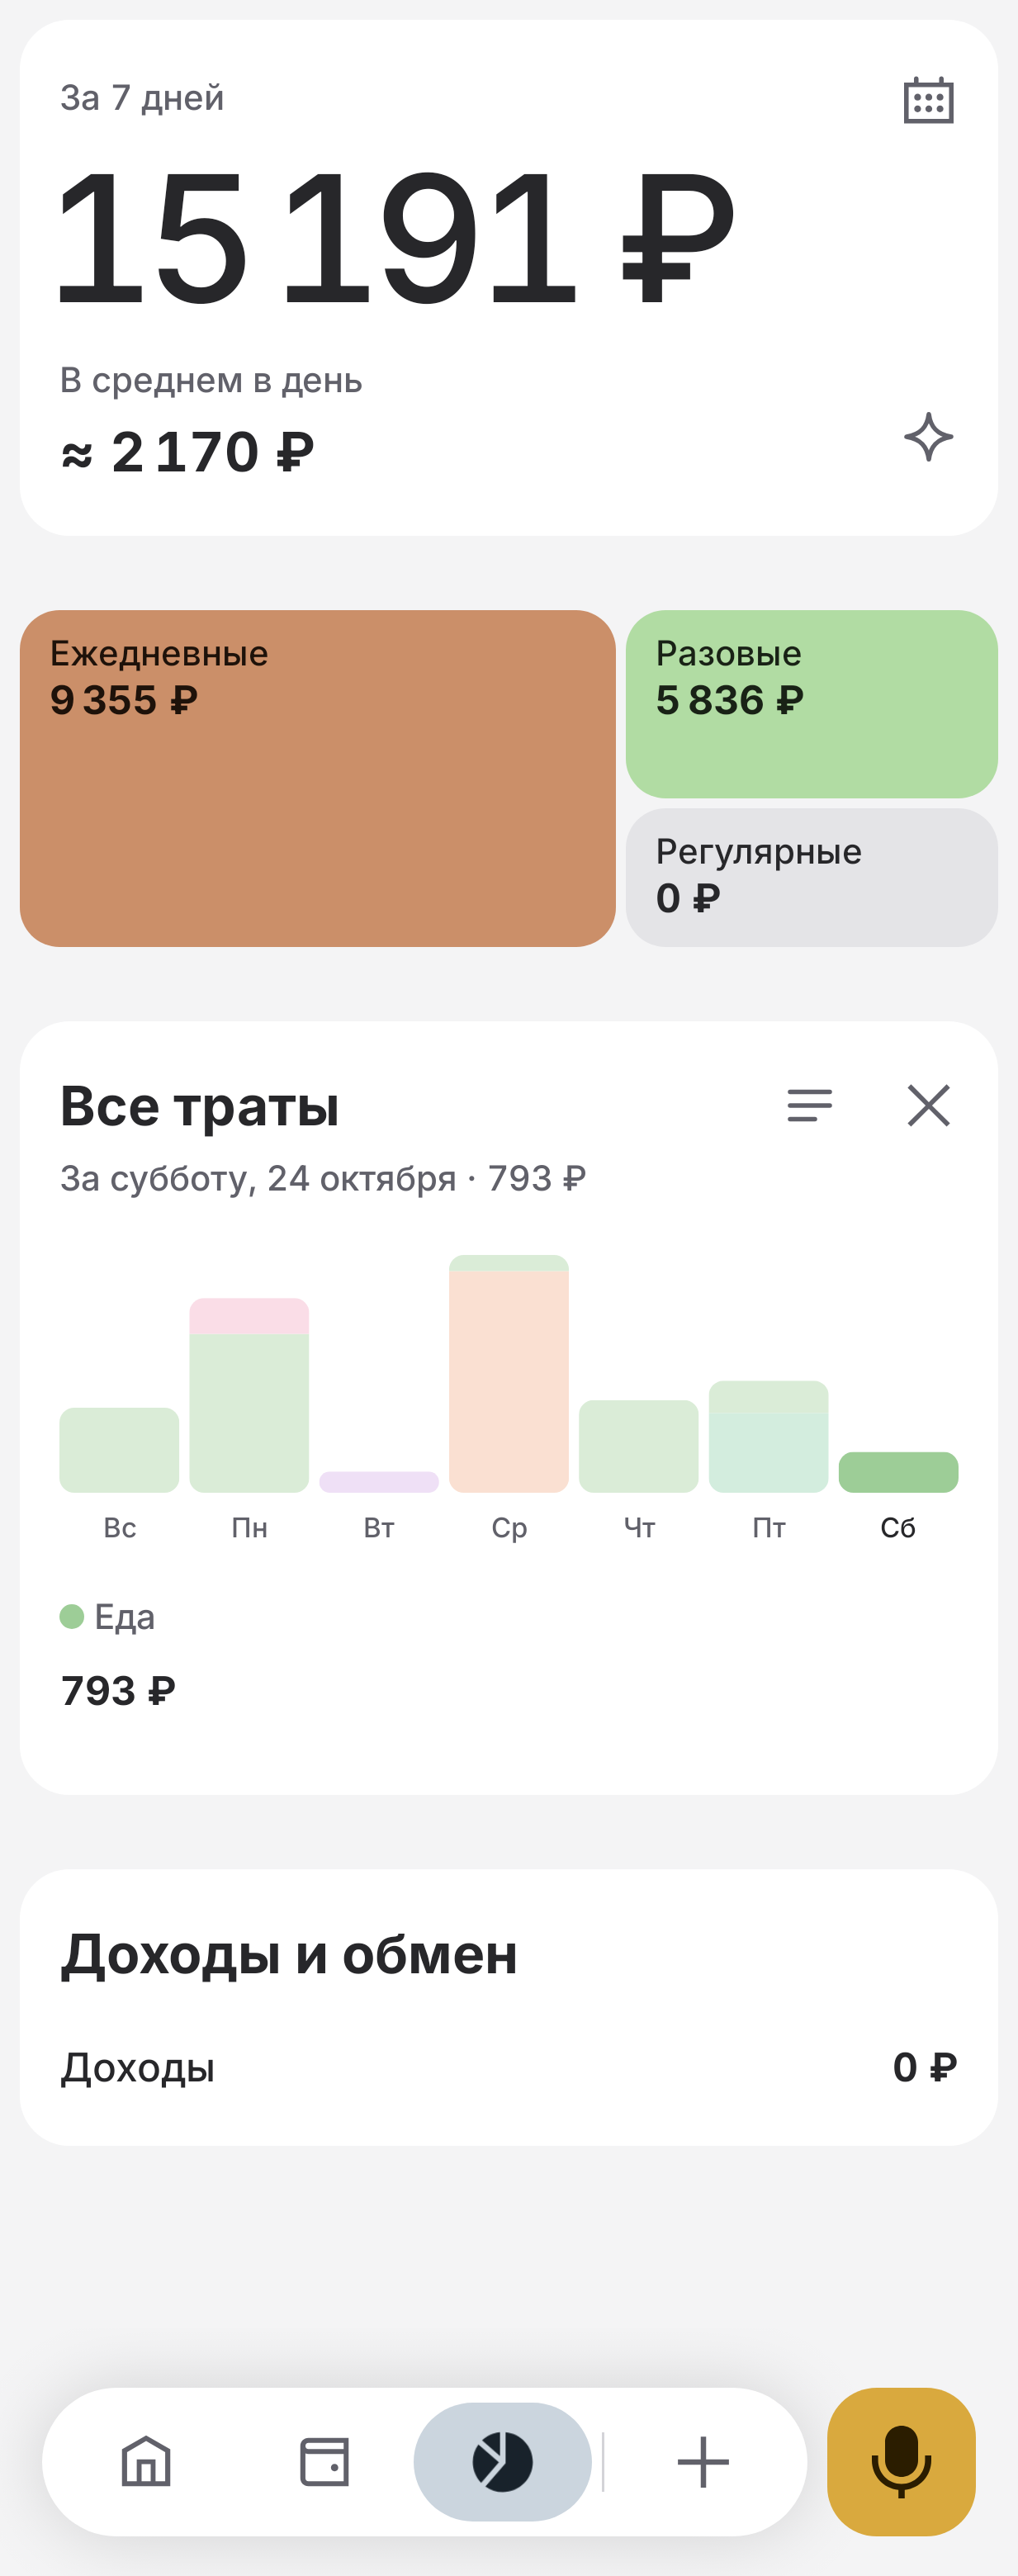 За 7 дней
15 191 ₽
В среднем в день
≈ 2 170 ₽
Ежедневные
9 355 ₽
Разовые
5 836 ₽
Регулярные
0 ₽
Все траты
За субботу, 24 октября · 793 ₽
Вс Пн Вт Ср Чт Пт Сб
Еда
793 ₽
Доходы и обмен
Доходы 0 ₽